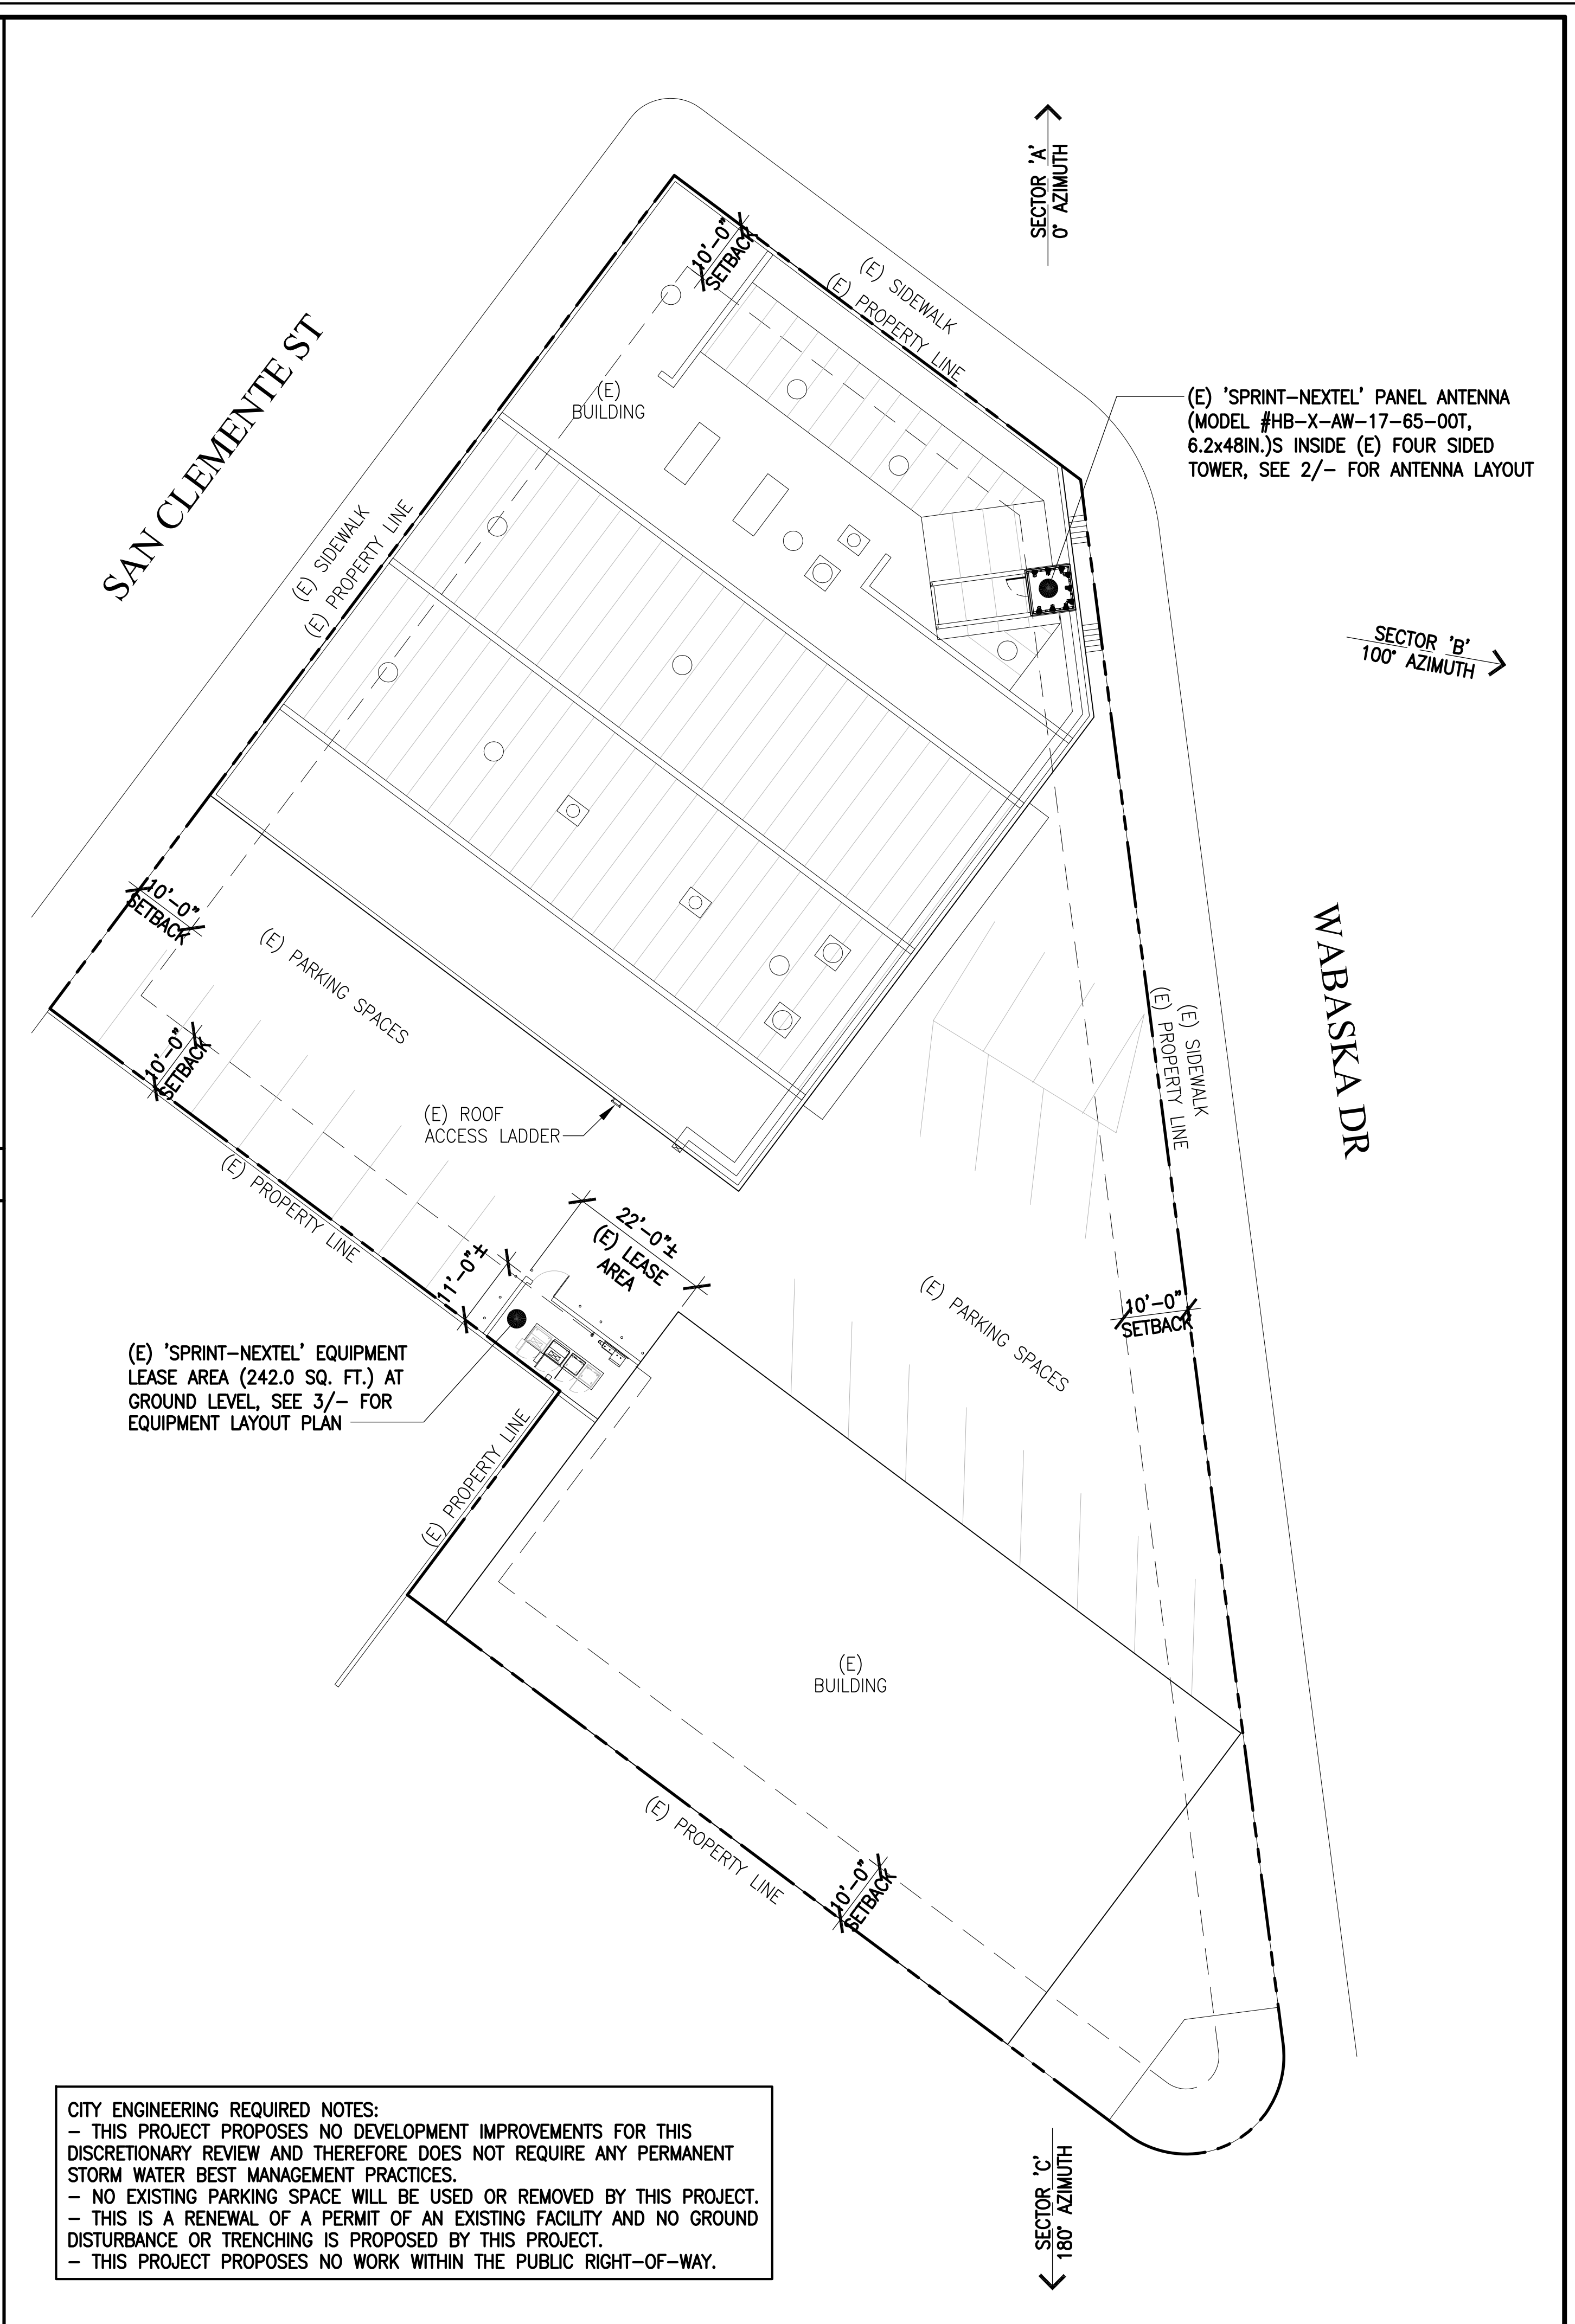 SECTOR 'A'
0° AZIMUTH
10'-0"
SETBACK
(E) SIDEWALK
(E) PROPERTY LINE
SAN CLEMENTE ST
(E)
BUILDING
(E) 'SPRINT-NEXTEL' PANEL ANTENNA
(MODEL #HB-X-AW-17-65-00T,
6.2x48IN.)S INSIDE (E) FOUR SIDED
TOWER, SEE 2/- FOR ANTENNA LAYOUT
(E) SIDEWALK
(E) PROPERTY LINE
SECTOR 'B'
100° AZIMUTH
10'-0"
SETBACK
(E) PARKING SPACES
WABASKA DR
(E) SIDEWALK
(E) PROPERTY LINE
10'-0"
SETBACK
(E) ROOF
ACCESS LADDER
(E) PROPERTY LINE
22'-0"±
(E) LEASE
AREA
11'-0"±
(E) PARKING SPACES
10'-0"
SETBACK
(E) 'SPRINT-NEXTEL' EQUIPMENT
LEASE AREA (242.0 SQ. FT.) AT
GROUND LEVEL, SEE 3/- FOR
EQUIPMENT LAYOUT PLAN
(E) PROPERTY LINE
(E)
BUILDING
(E) PROPERTY LINE
10'-0"
SETBACK
CITY ENGINEERING REQUIRED NOTES:
- THIS PROJECT PROPOSES NO DEVELOPMENT IMPROVEMENTS FOR THIS
DISCRETIONARY REVIEW AND THEREFORE DOES NOT REQUIRE ANY PERMANENT
STORM WATER BEST MANAGEMENT PRACTICES.
- NO EXISTING PARKING SPACE WILL BE USED OR REMOVED BY THIS PROJECT.
- THIS IS A RENEWAL OF A PERMIT OF AN EXISTING FACILITY AND NO GROUND
DISTURBANCE OR TRENCHING IS PROPOSED BY THIS PROJECT.
- THIS PROJECT PROPOSES NO WORK WITHIN THE PUBLIC RIGHT-OF-WAY.
SECTOR 'C'
180° AZIMUTH